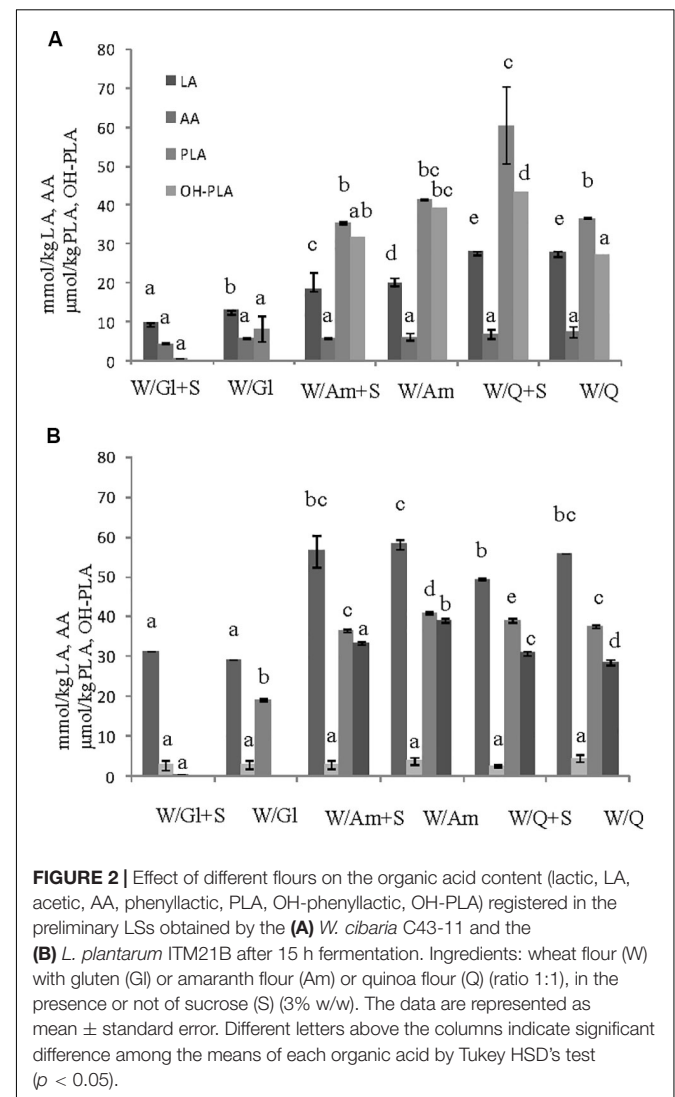 A
80
70
60
50
40
30
20
10
0
mmol/kg LA, AA
µmol/kg PLA, OH-PLA
LA
AA
PLA
OH-PLA
a a a
b a a
c a b ab
d a bc bc
e a c d
e a b a
W/Gl+S W/Gl W/Am+S W/Am W/Q+S W/Q
B
80
70
60
50
40
30
20
10
0
mmol/kg LA, AA
µmol/kg PLA, OH-PLA
a a a
a a b
bc a c a
c a d b
b a e c
bc a c d
W/Gl+S W/Gl W/Am+S W/Am W/Q+S W/Q
FIGURE 2 | Effect of different flours on the organic acid content (lactic, LA,
acetic, AA, phenyllactic, PLA, OH-phenyllactic, OH-PLA) registered in the
preliminary LSs obtained by the (A) W. cibaria C43-11 and the
(B) L. plantarum ITM21B after 15 h fermentation. Ingredients: wheat flour (W)
with gluten (Gl) or amaranth flour (Am) or quinoa flour (Q) (ratio 1:1), in the
presence or not of sucrose (S) (3% w/w). The data are represented as
mean ± standard error. Different letters above the columns indicate significant
difference among the means of each organic acid by Tukey HSD's test
(p < 0.05).